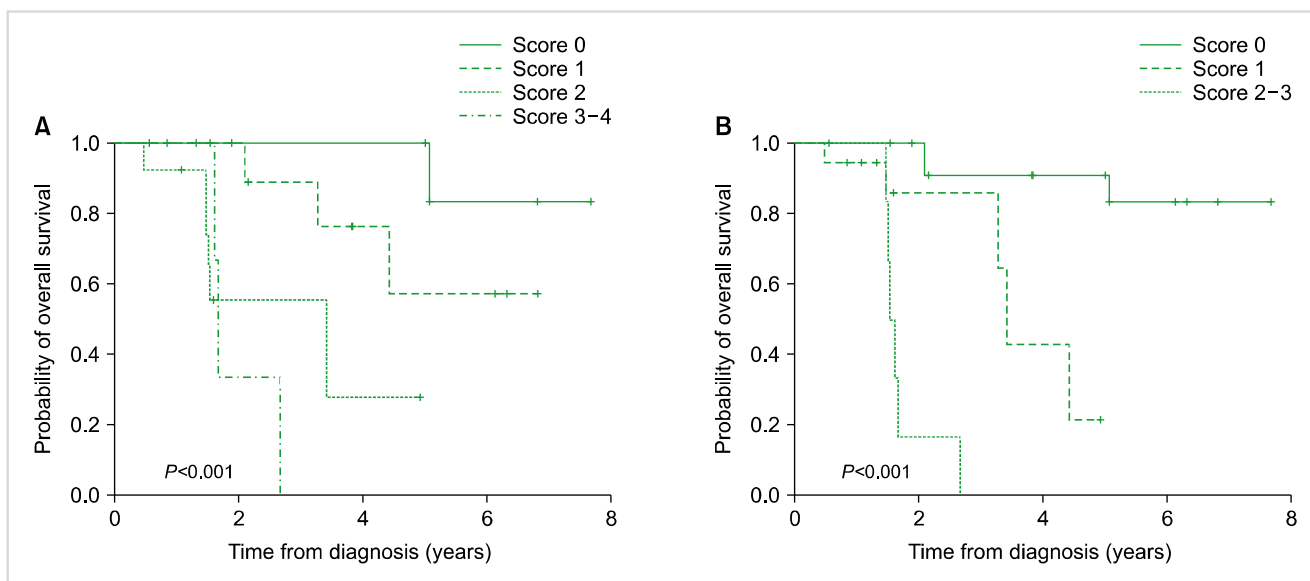 Score 0
Score 1
Score 2
Score 3−4
A
Probability of overall survival
1.0
0.8
0.6
0.4
0.2
0.0
P<0.001
0 2 4 6 8
Time from diagnosis (years)
Score 0
Score 1
Score 2−3
B
Probability of overall survival
1.0
0.8
0.6
0.4
0.2
0.0
P<0.001
0 2 4 6 8
Time from diagnosis (years)